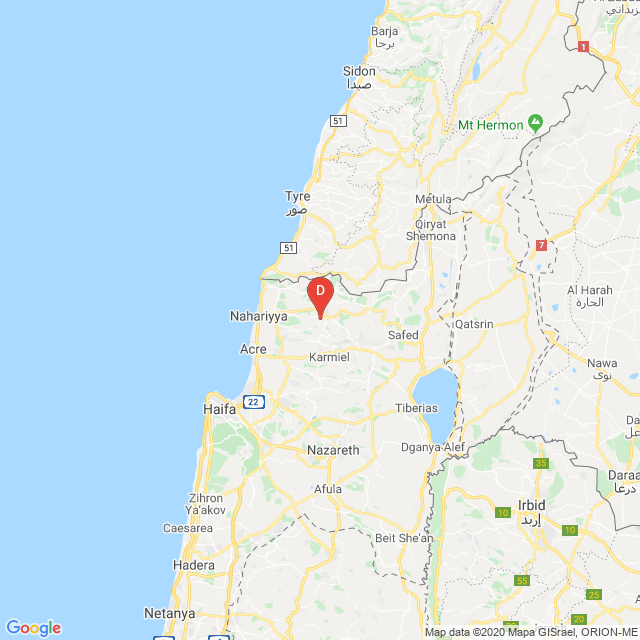 Barja
برجا
الزبداني
1
Sidon
صيدا
51
Mt Hermon
Tyre
صور
Metula
Qiryat
Shemona
51
7
Al Harah
الحارة
Nahariyya
D
Qatsrin
Safed
Acre
Karmiel
Nawa
نوى
22
Haifa
Tiberias
Nazareth
Dganya Alef
35
Daraa
درعا
Afula
Zihron
Ya'akov
Irbid
إربد
10
Caesarea
10
Beit She'an
Hadera
55
25
Netanya
20
10
Google
Map data ©2020 Mapa GISrael, ORION-ME